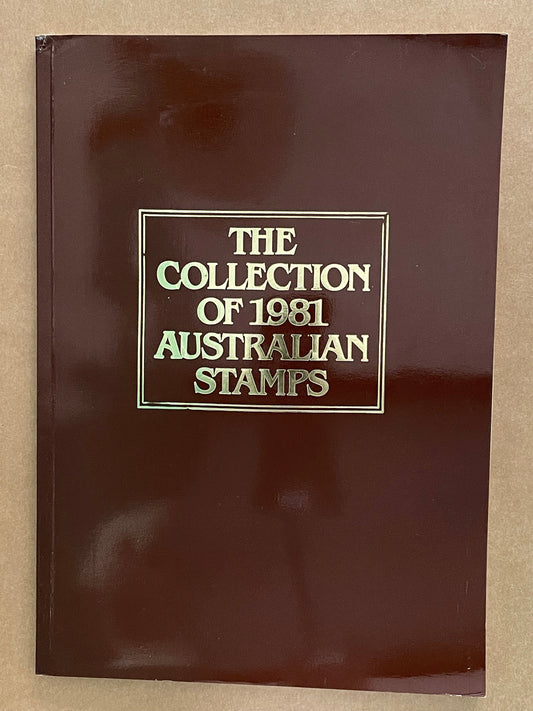 THE
COLLECTION
OF 1981
AUSTRALIAN
STAMPS